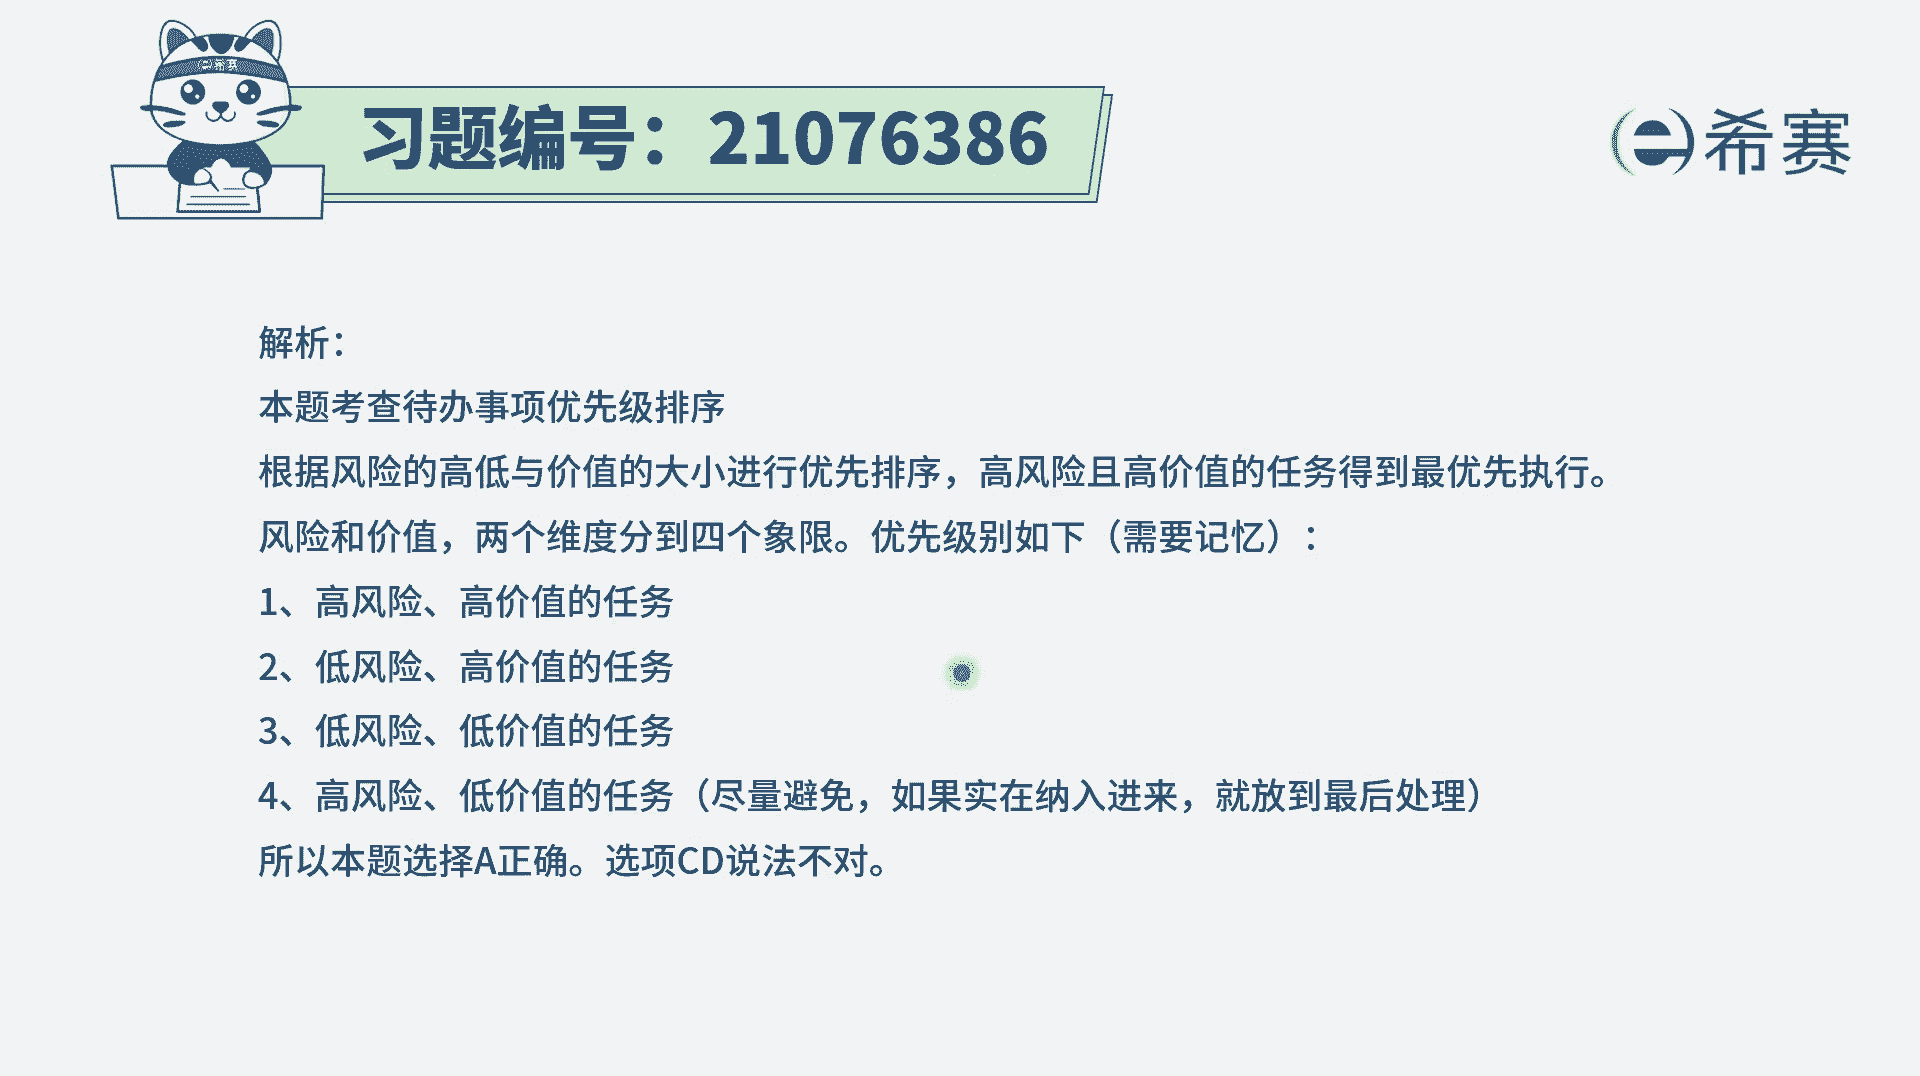 e希赛
习题编号：21076386
e希赛
解析：
本题考查待办事项优先级排序
根据风险的高低与价值的大小进行优先排序，高风险且高价值的任务得到最优先执行。
风险和价值，两个维度分到四个象限。优先级别如下（需要记忆）：
1、高风险、高价值的任务
2、低风险、高价值的任务
3、低风险、低价值的任务
4、高风险、低价值的任务（尽量避免，如果实在纳入进来，就放到最后处理）
所以本题选择A正确。选项CD说法不对。